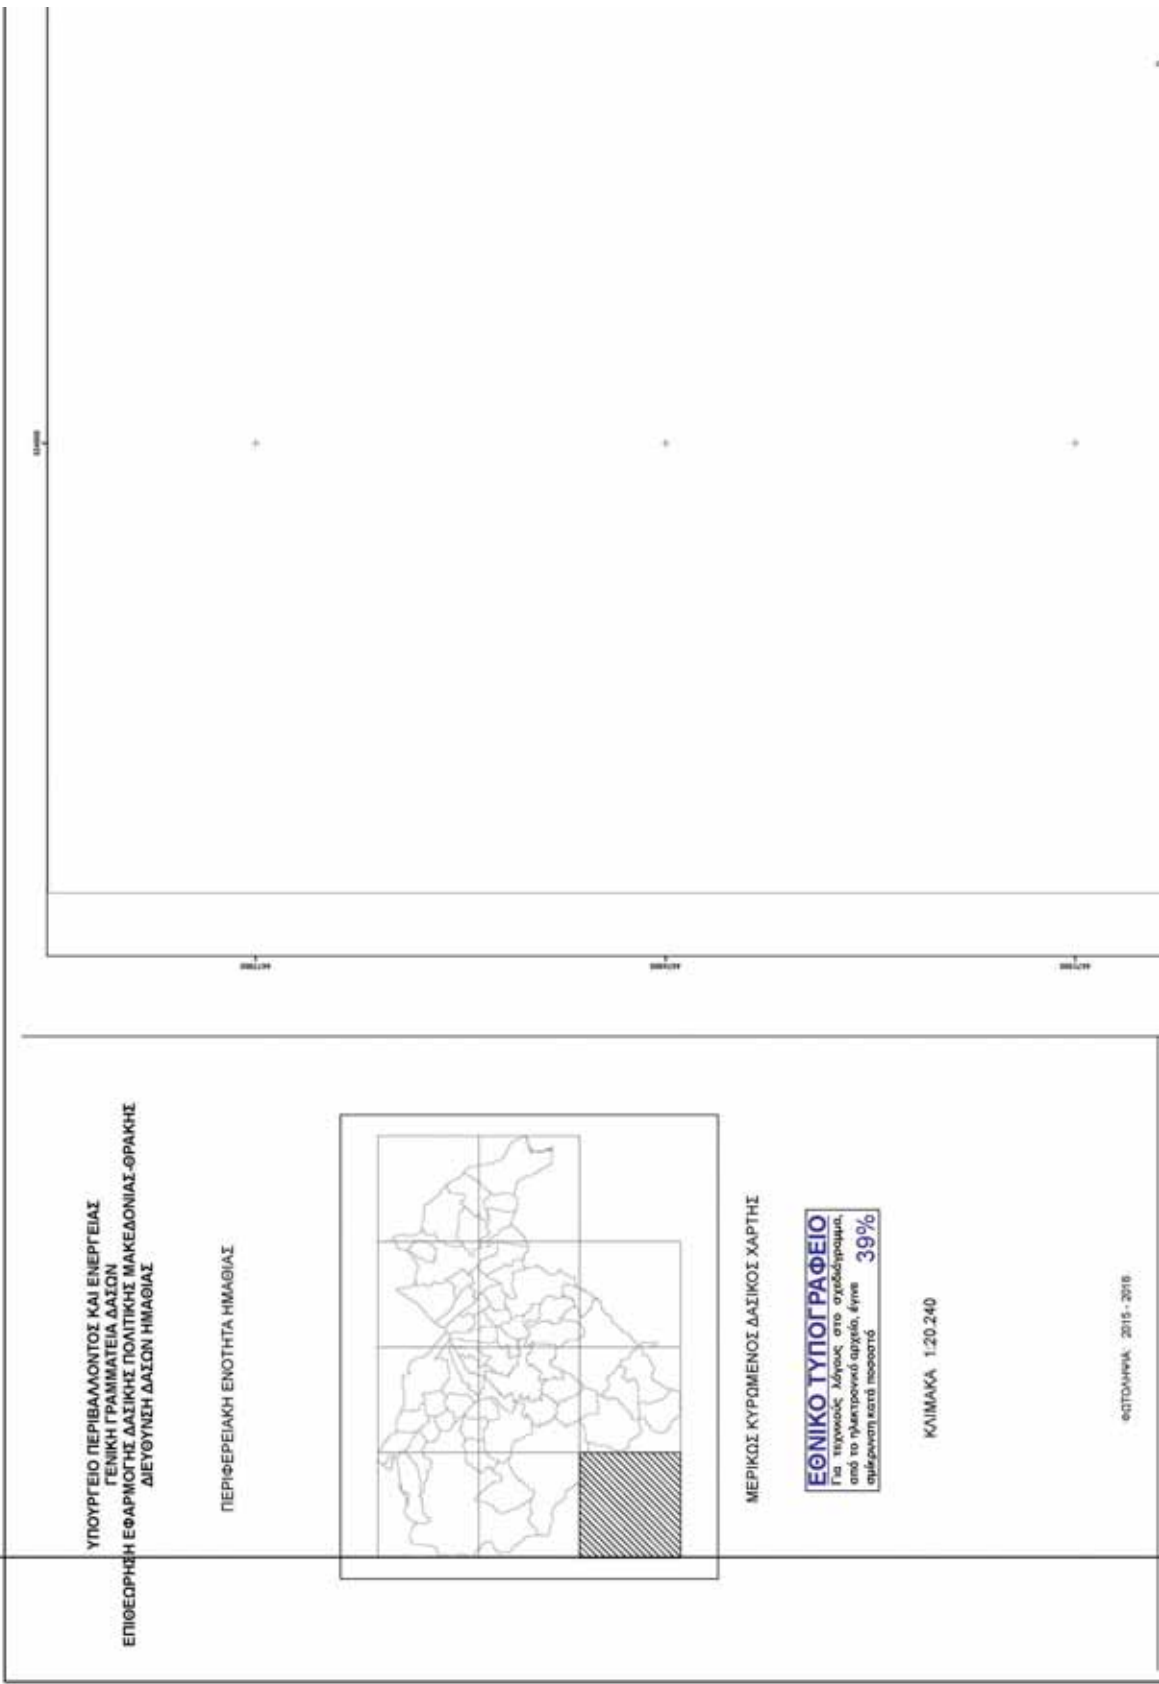 ΥΠΟΥΡΓΕΙΟ ΠΕΡΙΒΑΛΛΟΝΤΟΣ ΚΑΙ ΕΝΕΡΓΕΙΑΣ
ΓΕΝΙΚΗ ΓΡΑΜΜΑΤΕΙΑ ΔΑΣΩΝ
ΕΠΙΘΕΩΡΗΣΗ ΕΦΑΡΜΟΓΗΣ ΔΑΣΙΚΗΣ ΠΟΛΙΤΙΚΗΣ ΜΑΚΕΔΟΝΙΑΣ-ΘΡΑΚΗΣ
ΔΙΕΥΘΥΝΣΗ ΔΑΣΩΝ ΗΜΑΘΙΑΣ
ΠΕΡΙΦΕΡΕΙΑΚΗ ΕΝΟΤΗΤΑ ΗΜΑΘΙΑΣ
ΜΕΡΙΚΩΣ ΚΥΡΩΜΕΝΟΣ ΔΑΣΙΚΟΣ ΧΑΡΤΗΣ
ΕΘΝΙΚΟ ΤΥΠΟΓΡΑΦΕΙΟ
Για τεχνικούς λόγους στο σχεδιάγραμμα,
από το ηλεκτρονικό αρχείο, έγινε
σμίκρυνση κατά ποσοστό 39%
ΚΛΙΜΑΚΑ 1:20.240
ΦΩΤΟΛΗΨΙΑ: 2015 - 2016